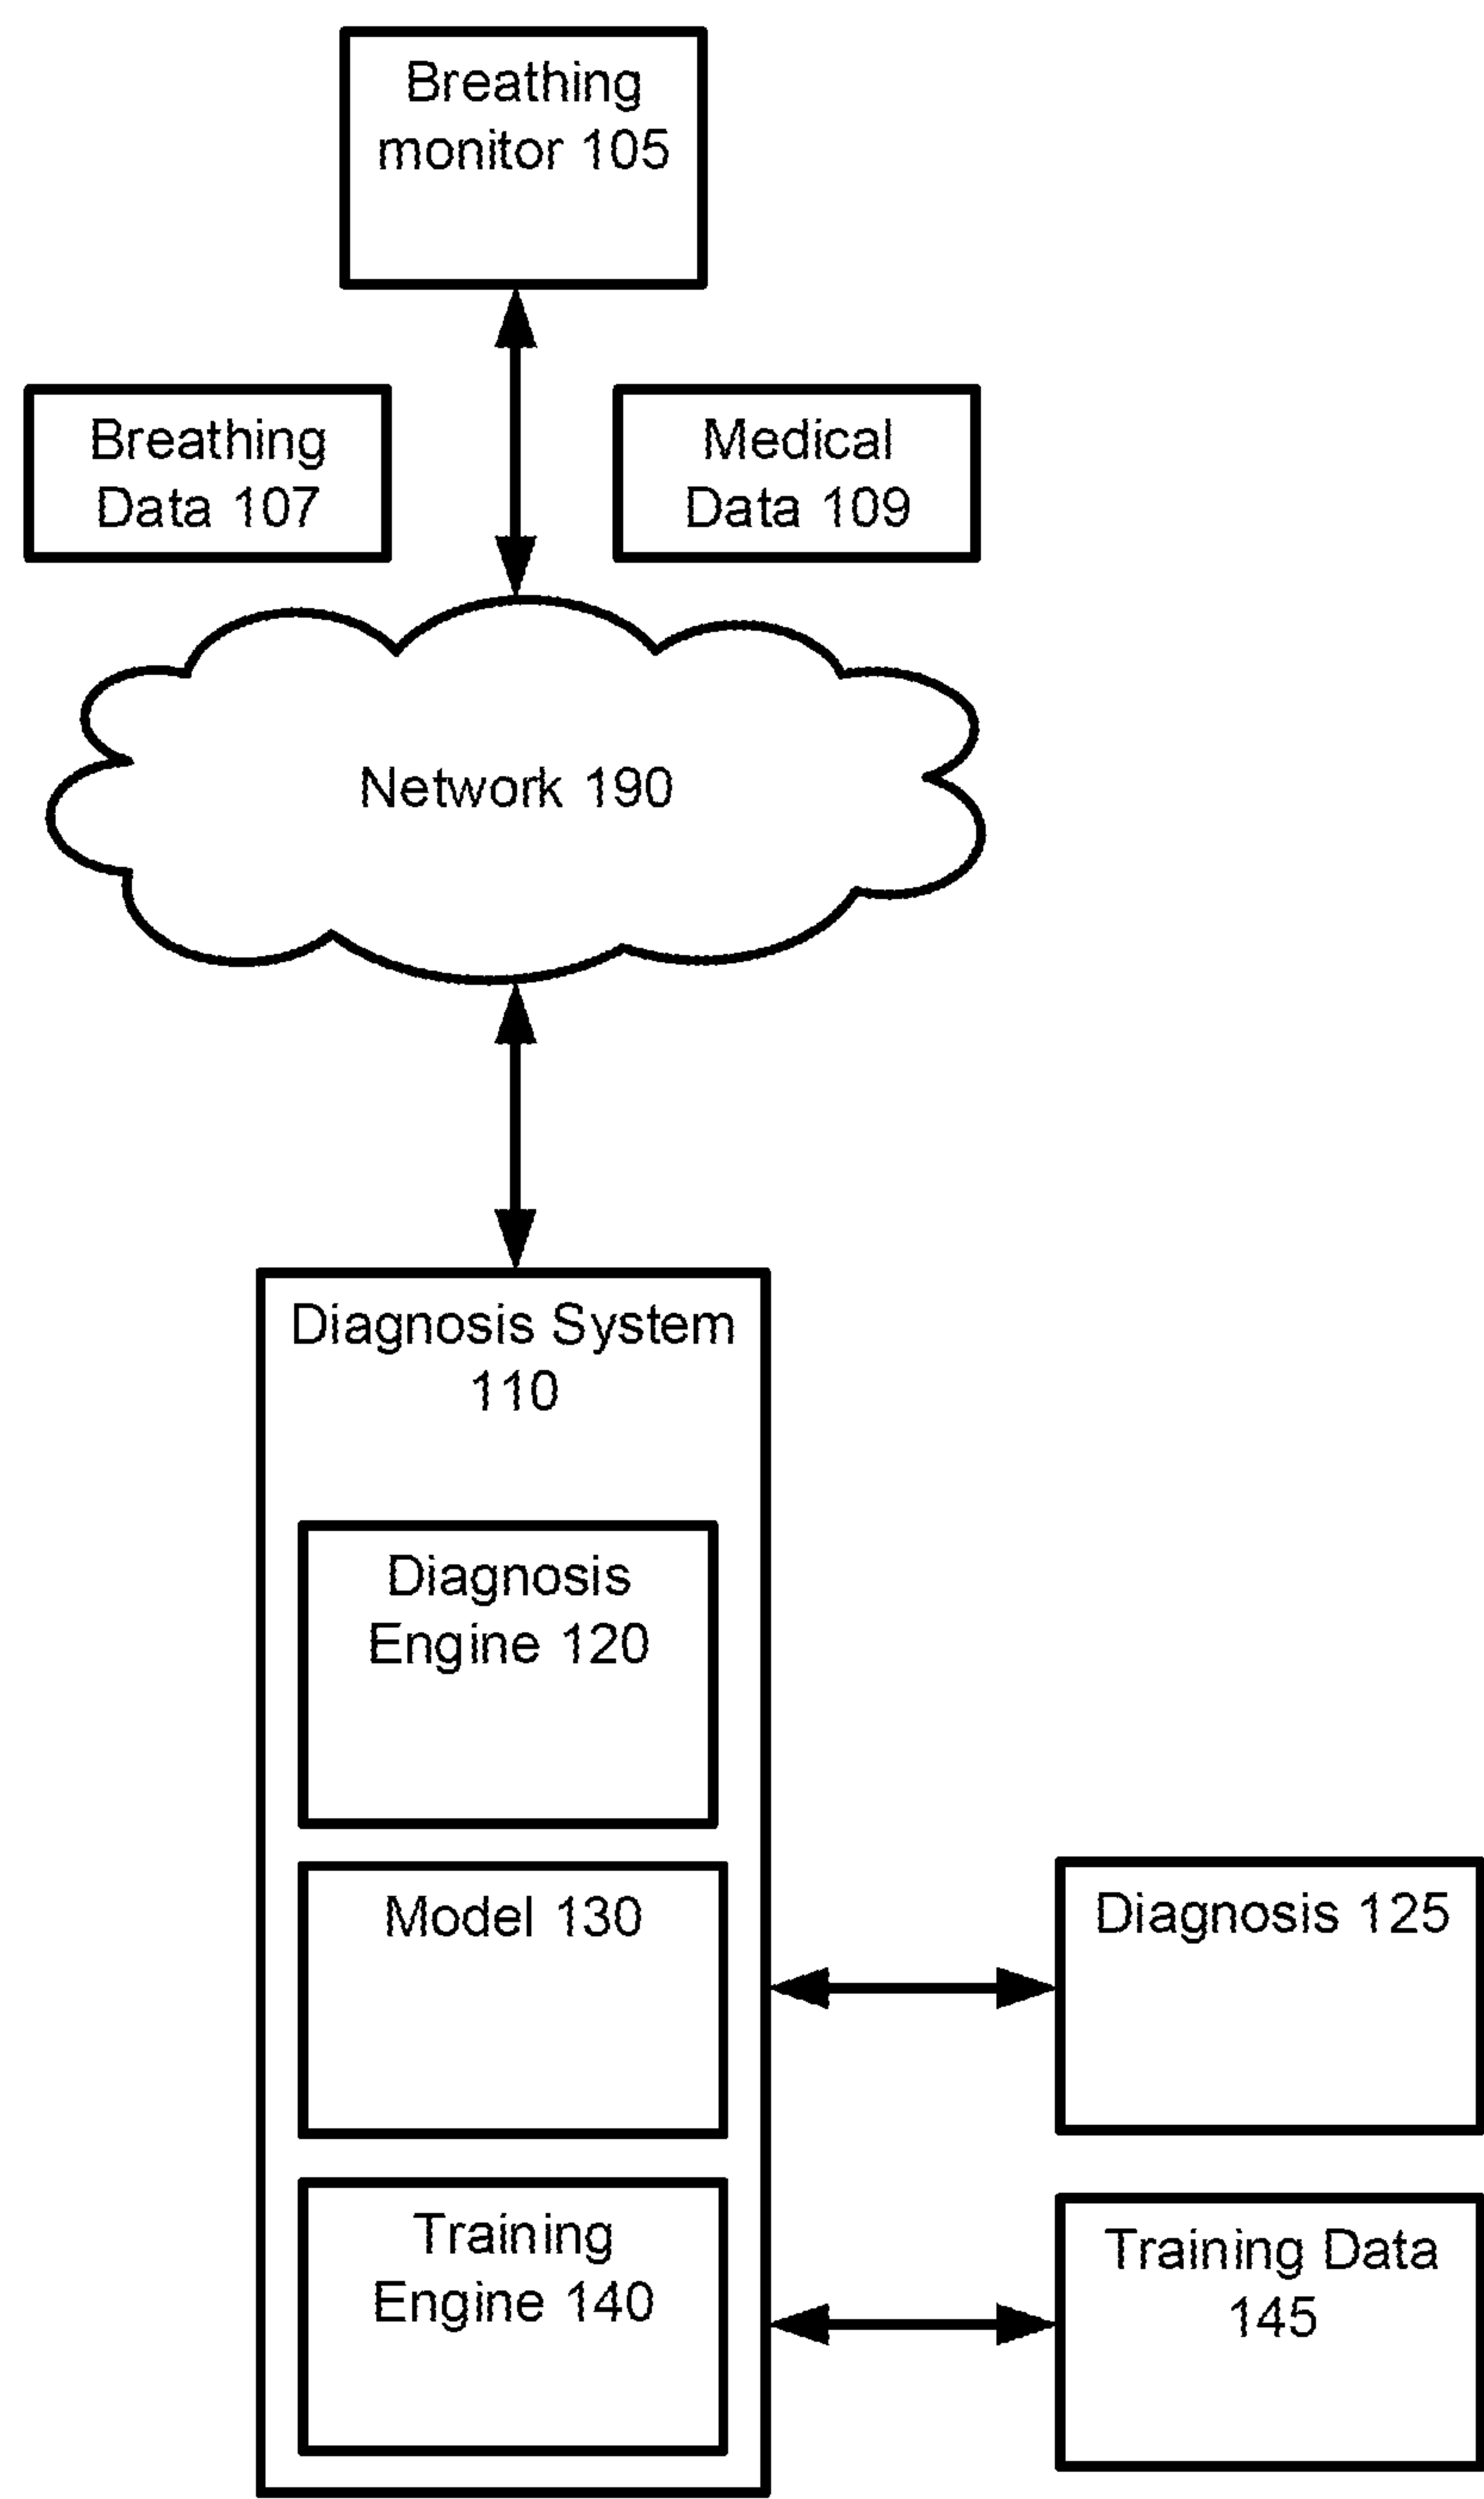 Breathing
monitor 105
Breathing
Data 107
Medical
Data 109
Network 190
Diagnosis System
110
Diagnosis
Engine 120
Model 130
Diagnosis 125
Training
Engine 140
Training Data
145